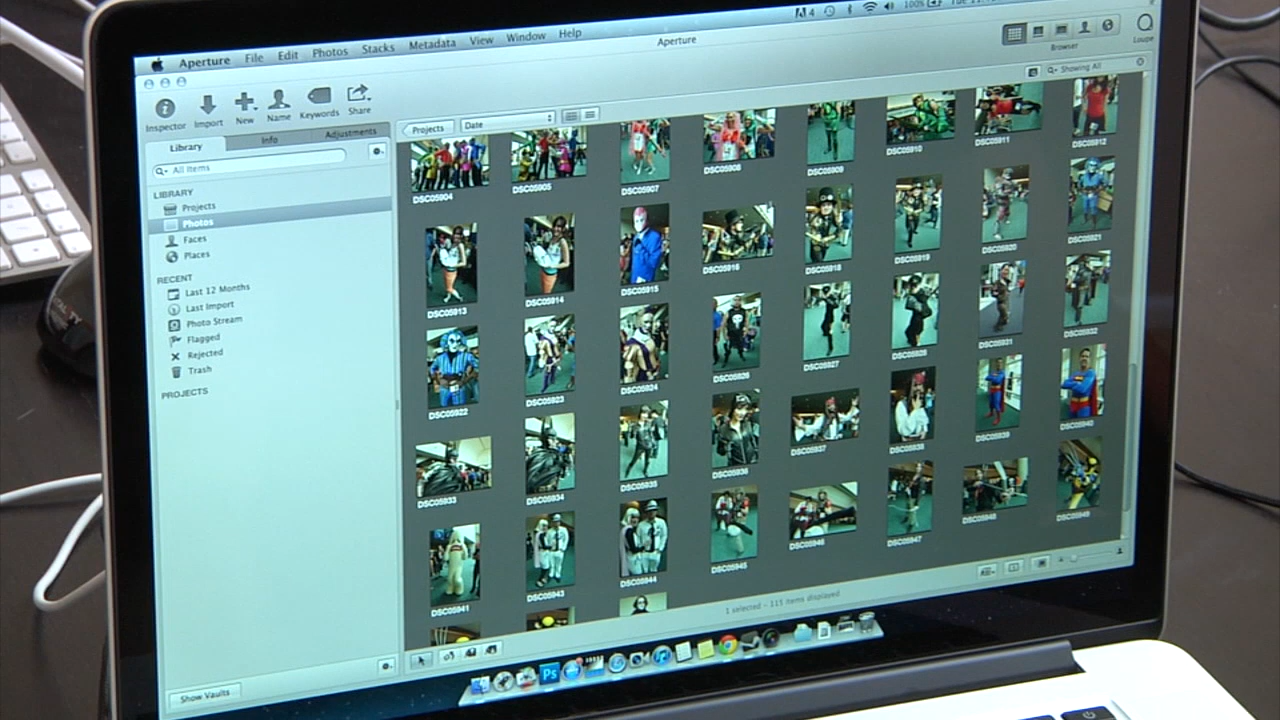 Aperture File Edit Photos Stacks Metadata View Window Help
4 100%
Aperture
Inspector Import New Name Keywords Share
Browser Loupe
Library Info Adjustments
Projects Date
Showing All
All Items
LIBRARY
Projects
Photos
Faces
Places
RECENT
Last 12 Months
Last Import
Photo Stream
Flagged
Rejected
Trash
PROJECTS
DSC05904 DSC05905 DSC05907 DSC05908 DSC05909 DSC05910 DSC05911 DSC05912
DSC05913 DSC05914 DSC05915 DSC05916 DSC05918 DSC05919 DSC05920 DSC05921
DSC05922 DSC05923 DSC05924 DSC05926 DSC05927 DSC05928 DSC05931 DSC05932
DSC05933 DSC05934 DSC05935 DSC05936 DSC05937 DSC05938 DSC05939 DSC05940
DSC05941 DSC05943 DSC05944 DSC05945 DSC05946 DSC05947 DSC05948 DSC05949
1 selected - 115 items displayed
Show Vaults
Ps